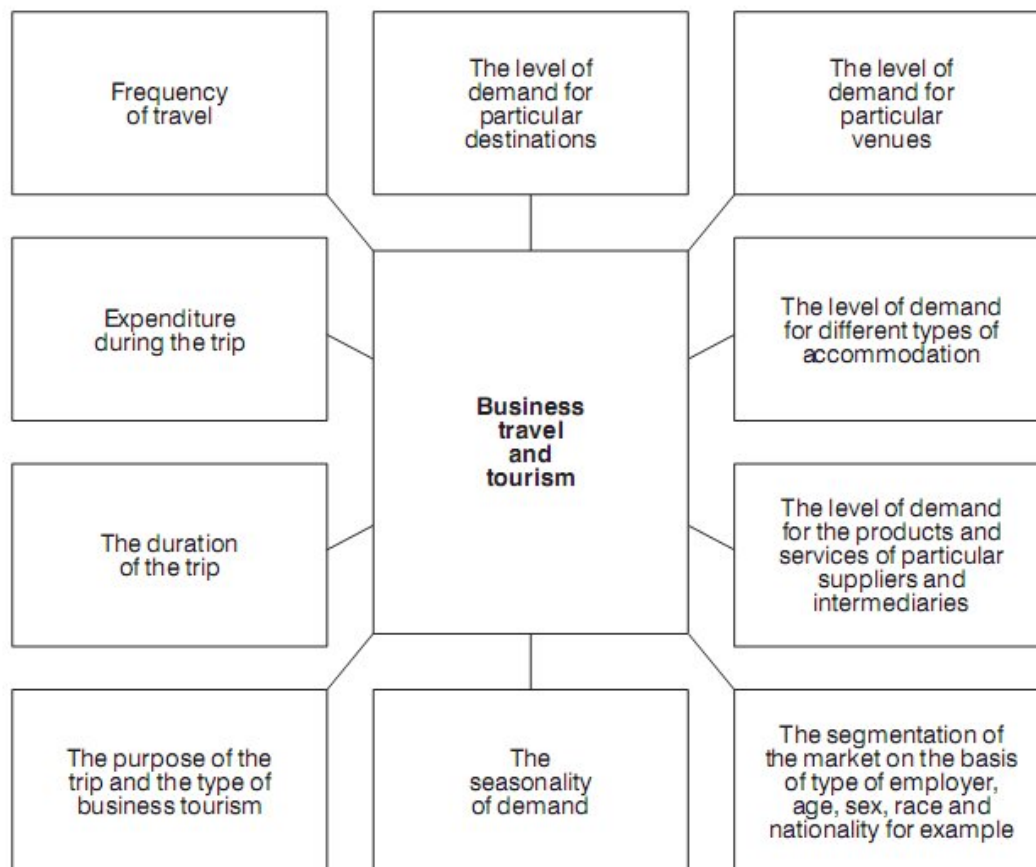 Frequency
of travel
The level of
demand for
particular
destinations
The level of
demand for
particular
venues
Expenditure
during the trip
Business
travel
and
tourism
The level of demand
for different types of
accommodation
The duration
of the trip
The level of demand
for the products and
services of particular
suppliers and
intermediaries
The purpose of the
trip and the type of
business tourism
The
seasonality
of demand
The segmentation of
the market on the basis
of type of employer,
age, sex, race and
nationality for example